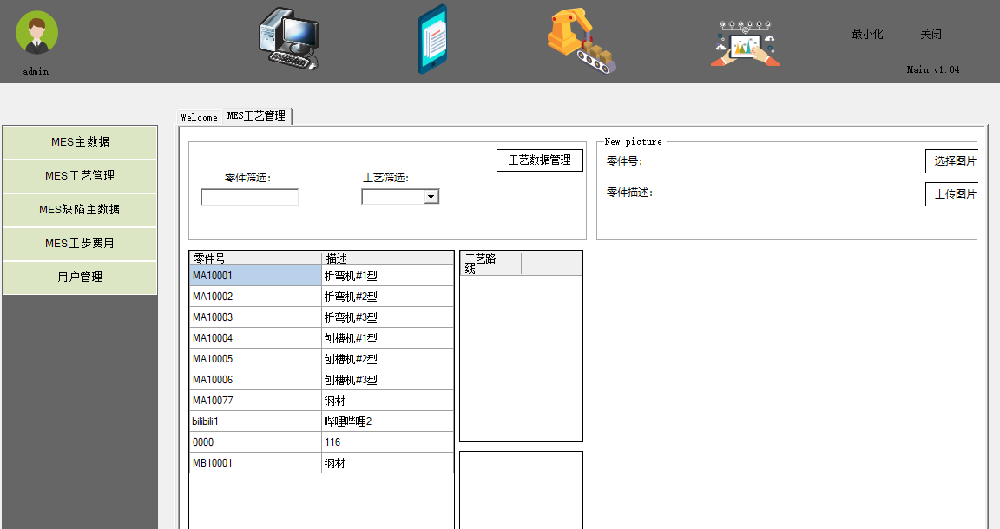 admin
最小化
关闭
Main v1.04
Welcome
MES工艺管理
MES主数据
MES工艺管理
MES缺陷主数据
MES工步费用
用户管理
工艺数据管理
零件筛选:
工艺筛选:
New picture
零件号:
选择图片
零件描述:
上传图片
零件号 描述
MA10001 折弯机#1型
MA10002 折弯机#2型
MA10003 折弯机#3型
MA10004 刨槽机#1型
MA10005 刨槽机#2型
MA10006 刨槽机#3型
MA10077 钢材
bilibili1 哔哩哔哩2
0000 116
MB10001 钢材
工艺路
线